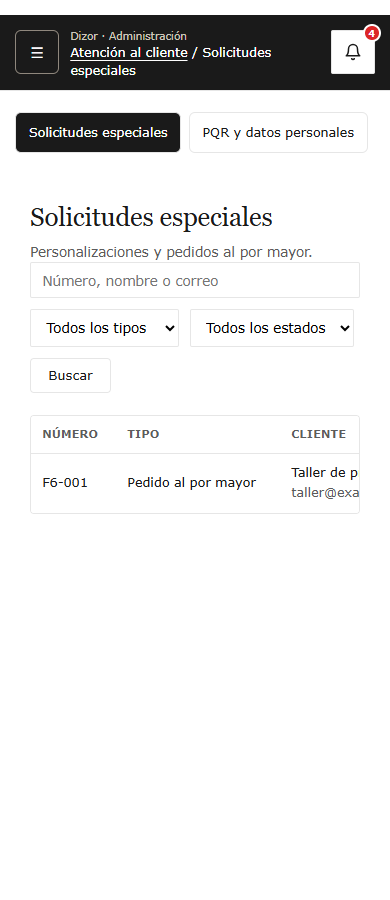 ☰
Dizor · Administración
Atención al cliente / Solicitudes
especiales
4
Solicitudes especiales
PQR y datos personales
Solicitudes especiales
Personalizaciones y pedidos al por mayor.
Número, nombre o correo
Todos los tipos
Todos los estados
Buscar
NÚMERO TIPO CLIENTE
F6-001 Pedido al por mayor Taller de p
taller@exa